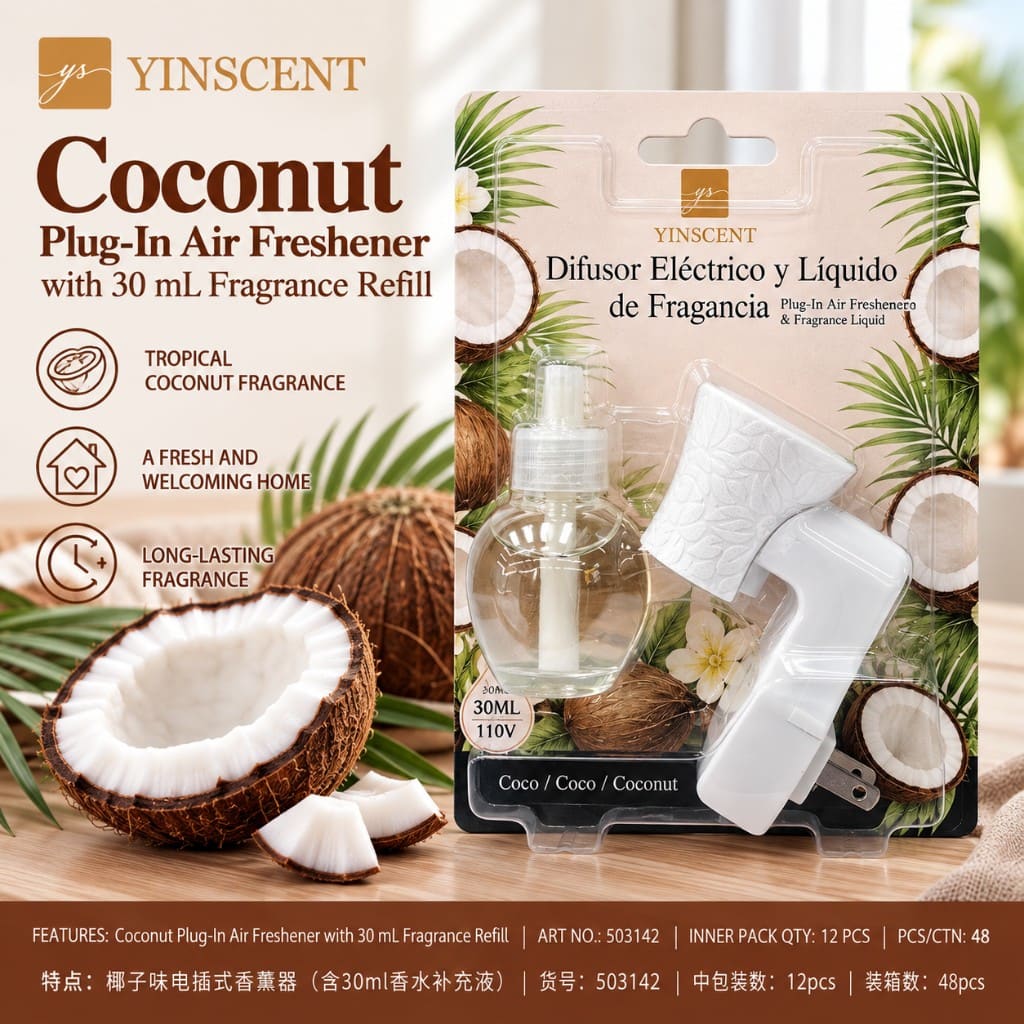 ys YINSCENT
Coconut
Plug-In Air Freshener
with 30 mL Fragrance Refill
TROPICAL
COCONUT FRAGRANCE
A FRESH AND
WELCOMING HOME
LONG-LASTING
FRAGRANCE
ys
YINSCENT
Difusor Eléctrico y Líquido
de Fragancia
Plug-In Air Freshenero
& Fragrance Liquid
30ML
110V
Coco / Coco / Coconut
FEATURES: Coconut Plug-In Air Freshener with 30 mL Fragrance Refill | ART NO.: 503142 | INNER PACK QTY: 12 PCS | PCS/CTN: 48
特点：椰子味电插式香薰器（含30ml香水补充液） | 货号：503142 | 中包装数：12pcs | 装箱数：48pcs